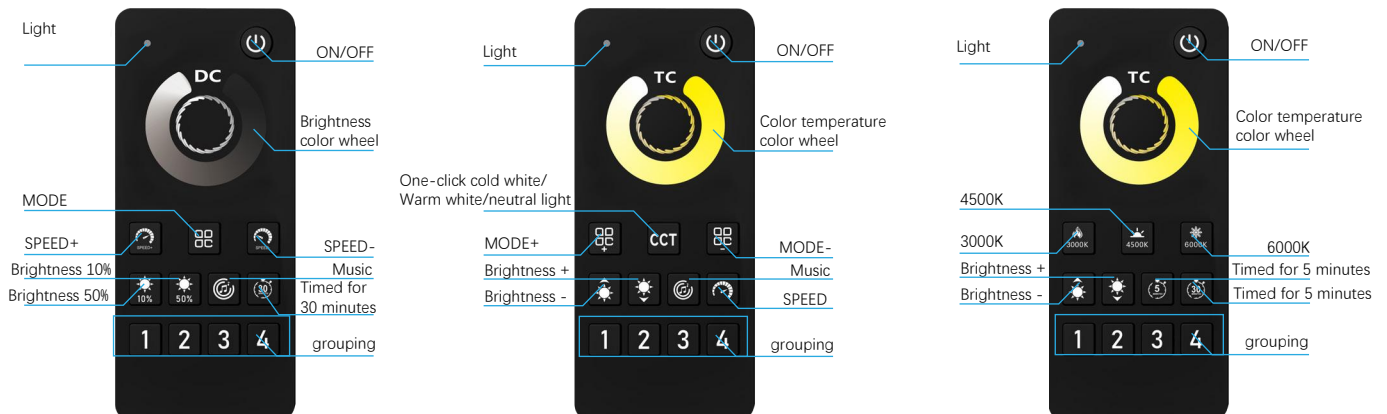 Light
ON/OFF
DC
Brightness
color wheel
MODE
SPEED+
SPEED+
SPEED-
SPEED-
Brightness 10%
Music
Brightness 50%
Timed for
30 minutes
10%
50%
30
1 2 3 4
grouping
Light
ON/OFF
TC
Color temperature
color wheel
One-click cold white/
Warm white/neutral light
CCT
MODE+
MODE-
Brightness +
Music
Brightness -
SPEED
1 2 3 4
grouping
Light
ON/OFF
TC
Color temperature
color wheel
4500K
3000K
3000K
4500K
6000K
6000K
Brightness +
Timed for 5 minutes
Brightness -
Timed for 5 minutes
5
30
1 2 3 4
grouping